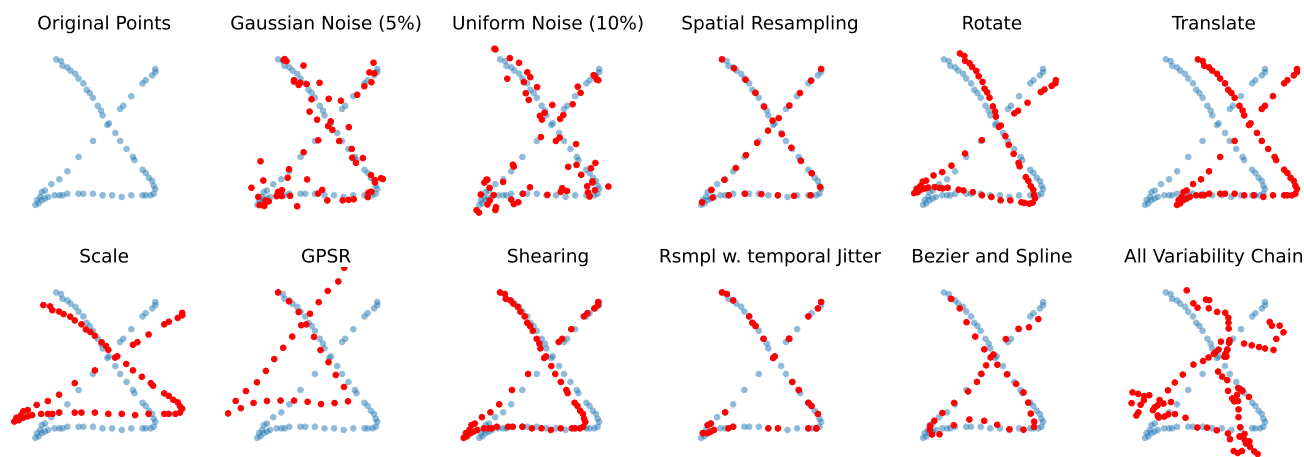 Original Points Gaussian Noise (5%) Uniform Noise (10%) Spatial Resampling Rotate Translate
Scale GPSR Shearing Rsmpl w. temporal Jitter Bezier and Spline All Variability Chain